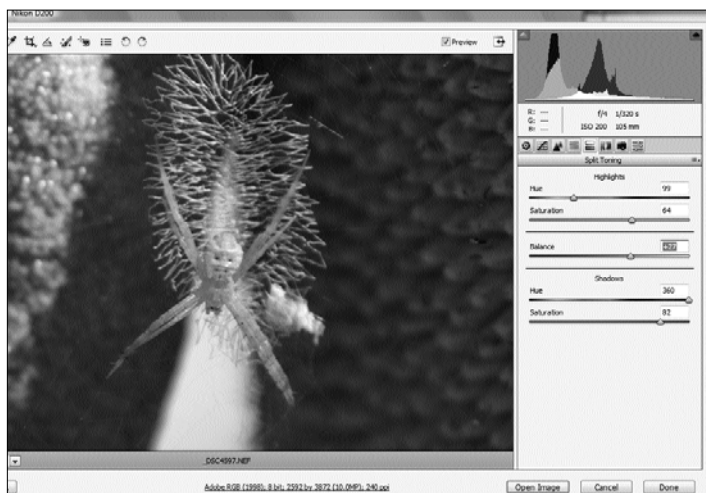 Nikon D200
Preview
R: ---
G: ---
B: ---
f/4 1/320 s
ISO 200 105 mm
Split Toning
Highlights
Hue 99
Saturation 64
Balance
Shadows
Hue 360
Saturation 82
_DSC4897.NEF
Adobe RGB (1998); 8 bit; 2592 by 3872 (10.0MP); 240 ppi
Open Image Cancel Done